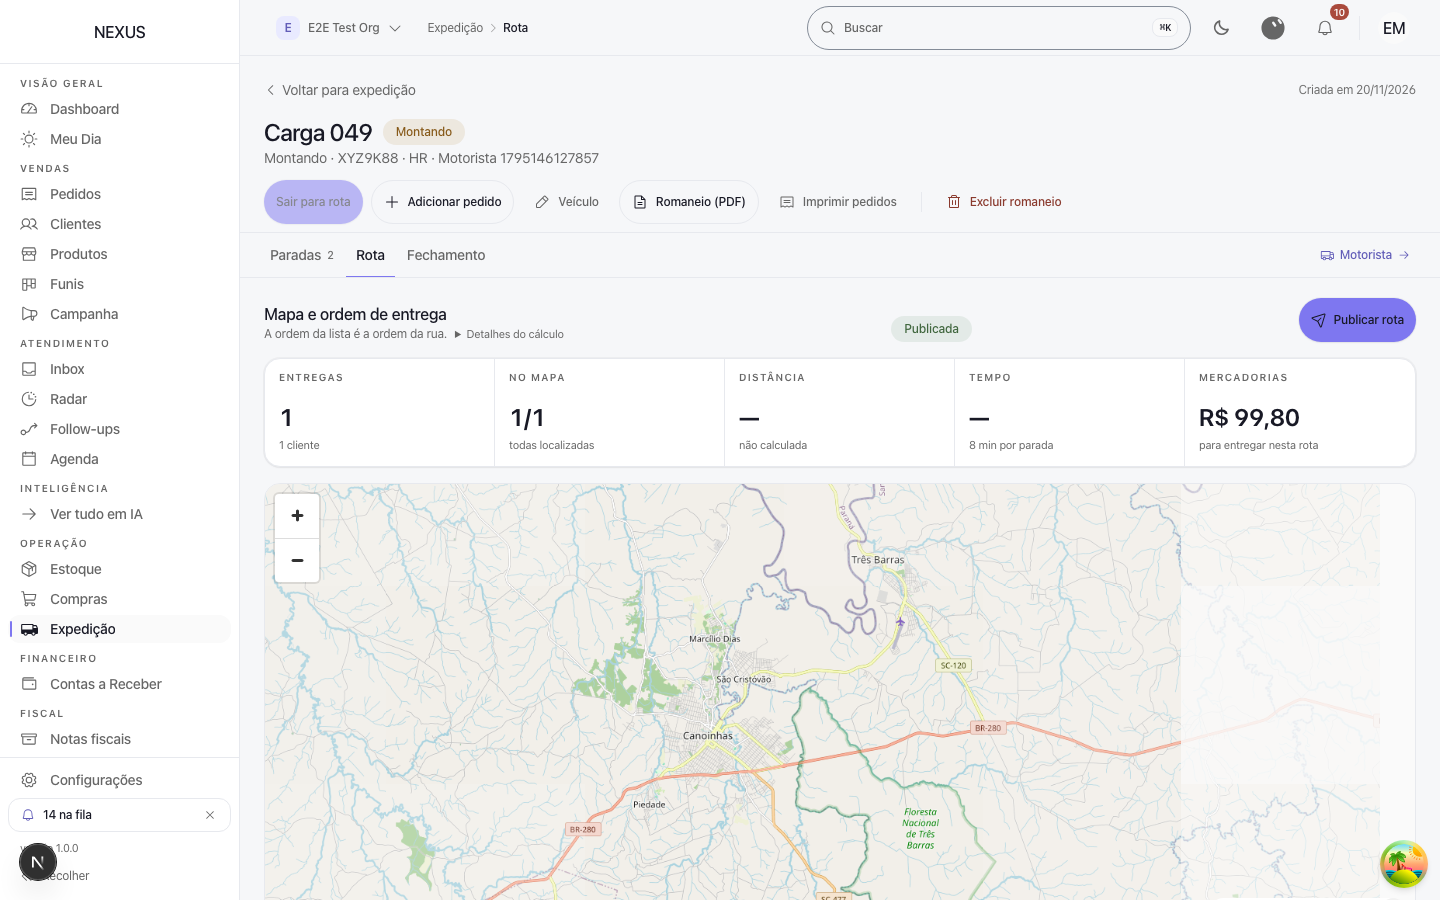 NEXUS
VISÃO GERAL
Dashboard
Meu Dia
VENDAS
Pedidos
Clientes
Produtos
Funis
Campanha
ATENDIMENTO
Inbox
Radar
Follow-ups
Agenda
INTELIGÊNCIA
Ver tudo em IA
OPERAÇÃO
Estoque
Compras
Expedição
FINANCEIRO
Contas a Receber
FISCAL
Notas fiscais
Configurações
14 na fila
1.0.0
N
E E2E Test Org
Expedição > Rota
Buscar
⌘K
10
EM
Voltar para expedição
Criada em 20/11/2026
Carga 049 Montando
Montando · XYZ9K88 · HR · Motorista 1795146127857
Sair para rota
+ Adicionar pedido
Veículo
Romaneio (PDF)
Imprimir pedidos
Excluir romaneio
Paradas 2
Rota
Fechamento
Motorista →
Mapa e ordem de entrega
A ordem da lista é a ordem da rua. ▶ Detalhes do cálculo
Publicada
Publicar rota
ENTREGAS
1
1 cliente
NO MAPA
1/1
todas localizadas
DISTÂNCIA
—
não calculada
TEMPO
—
8 min por parada
MERCADORIAS
R$ 99,80
para entregar nesta rota
+
−
Paraná
Três Barras
Marcílio Dias
São Cristóvão
SC-120
BR-280
Canoinhas
Piedade
BR-280
Floresta
Nacional
de Três
Barras
SC-477